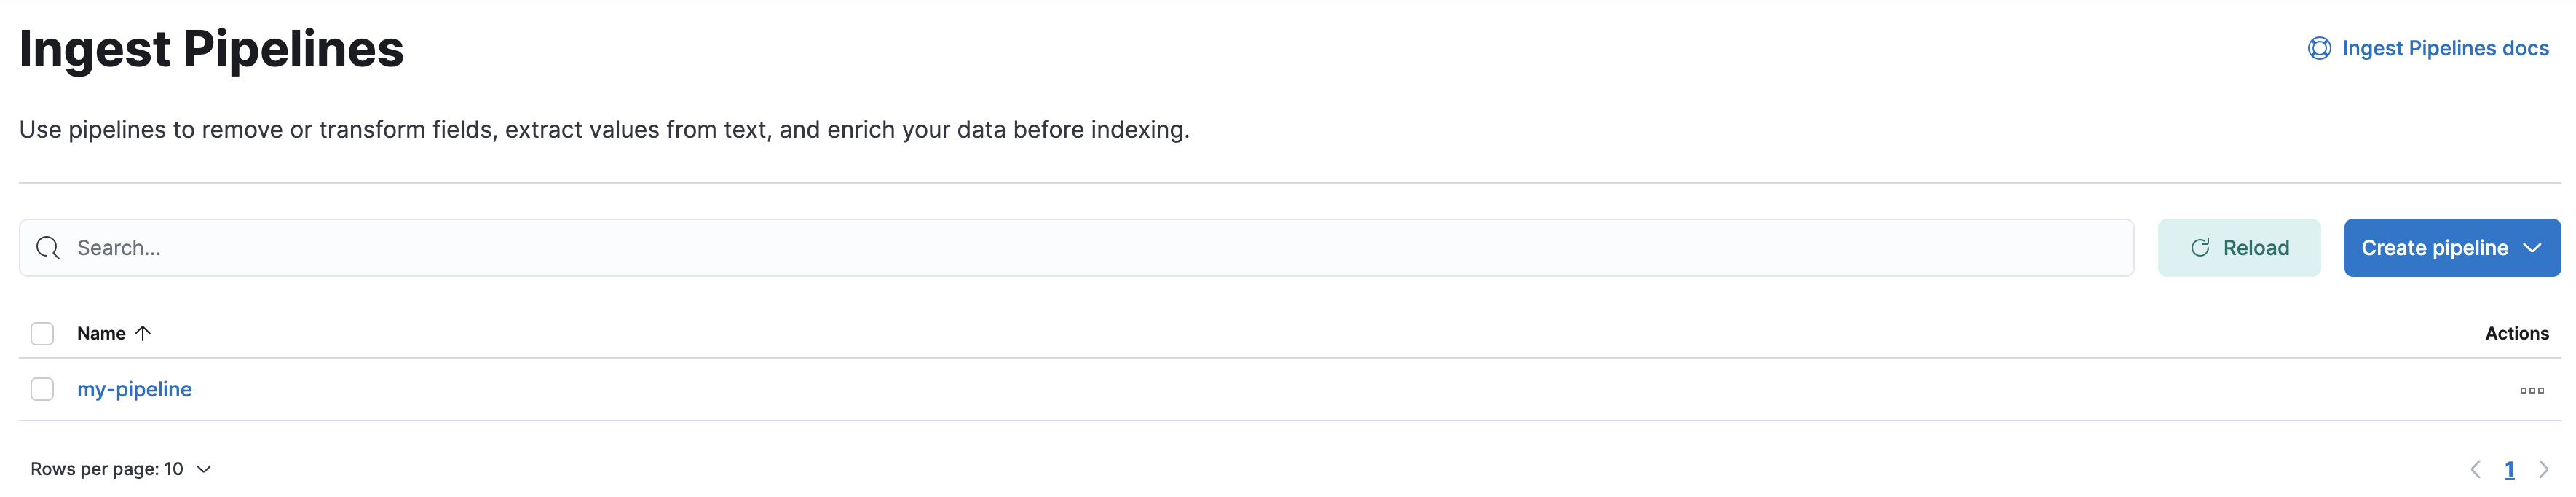 Ingest Pipelines
Ingest Pipelines docs
Use pipelines to remove or transform fields, extract values from text, and enrich your data before indexing.
Search...
Reload
Create pipeline
Name
Actions
my-pipeline
Rows per page: 10
1